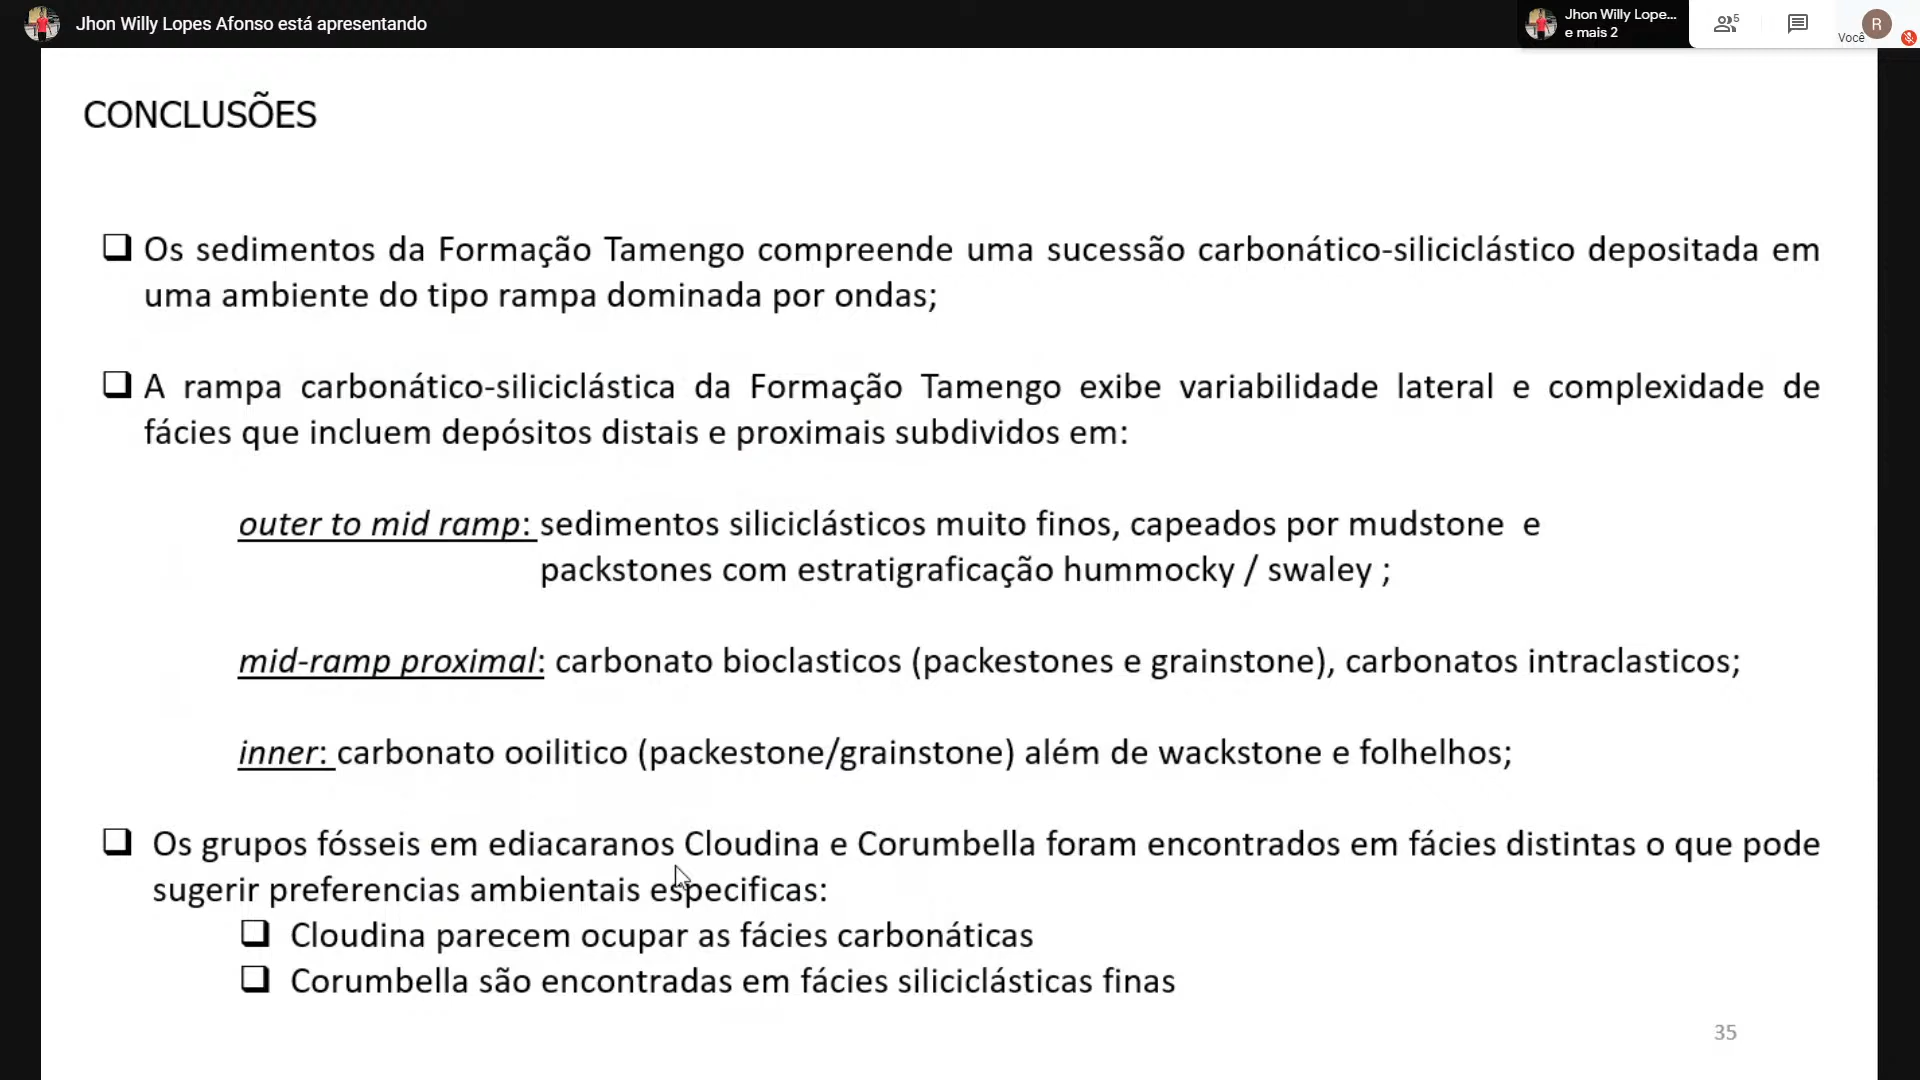 Jhon Willy Lopes Afonso está apresentando
Jhon Willy Lope...
e mais 2
5
Você
R
CONCLUSÕES
Os sedimentos da Formação Tamengo compreende uma sucessão carbonático-siliciclástico depositada em
uma ambiente do tipo rampa dominada por ondas;
A rampa carbonático-siliciclástica da Formação Tamengo exibe variabilidade lateral e complexidade de
fácies que incluem depósitos distais e proximais subdividos em:
outer to mid ramp: sedimentos siliciclásticos muito finos, capeados por mudstone e
packstones com estratigraficação hummocky / swaley ;
mid-ramp proximal: carbonato bioclasticos (packestones e grainstone), carbonatos intraclasticos;
inner: carbonato ooilitico (packestone/grainstone) além de wackstone e folhelhos;
Os grupos fósseis em ediacaranos Cloudina e Corumbella foram encontrados em fácies distintas o que pode
sugerir preferencias ambientais especificas:
Cloudina parecem ocupar as fácies carbonáticas
Corumbella são encontradas em fácies siliciclásticas finas
35